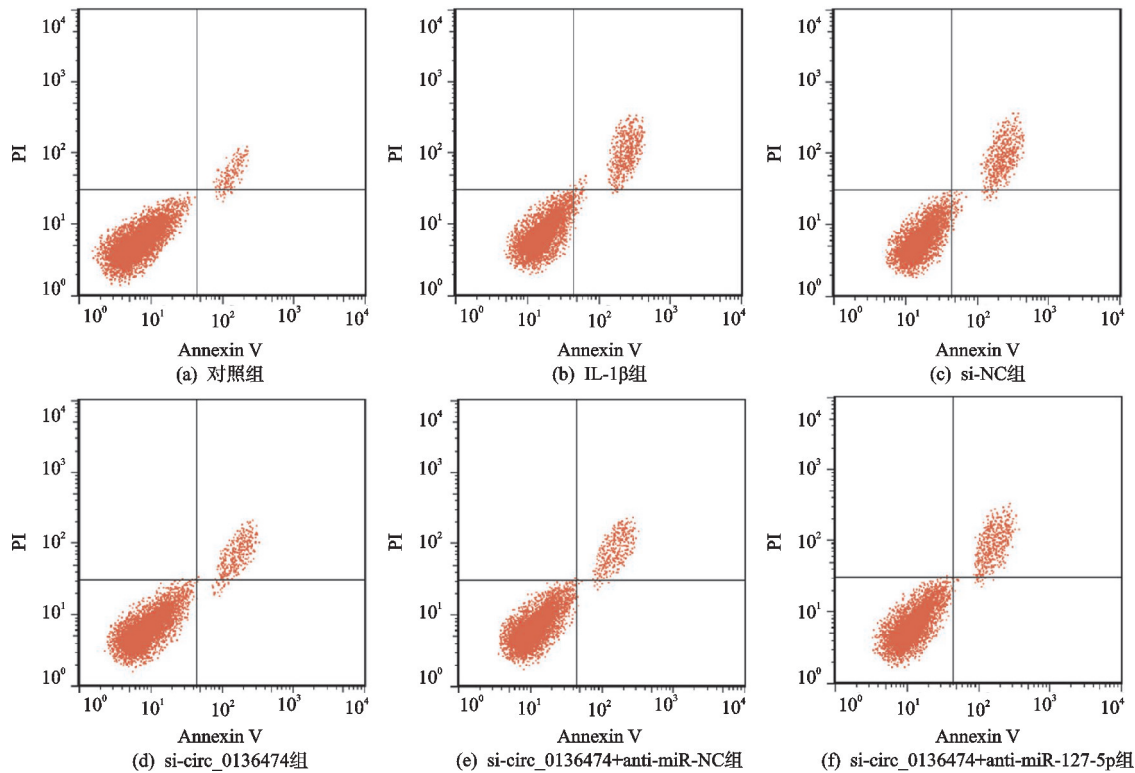 10⁴ 10⁴ 10⁴
10³ 10³ 10³
PI PI PI
10² 10² 10²
10¹ 10¹ 10¹
10⁰ 10⁰ 10⁰
10⁰ 10¹ 10² 10³ 10⁴ 10⁰ 10¹ 10² 10³ 10⁴ 10⁰ 10¹ 10² 10³ 10⁴
Annexin V Annexin V Annexin V
(a) 对照组 (b) IL-1β组 (c) si-NC组
10⁴ 10⁴ 10⁴
10³ 10³ 10³
PI PI PI
10² 10² 10²
10¹ 10¹ 10¹
10⁰ 10⁰ 10⁰
10⁰ 10¹ 10² 10³ 10⁴ 10⁰ 10¹ 10² 10³ 10⁴ 10⁰ 10¹ 10² 10³ 10⁴
Annexin V Annexin V Annexin V
(d) si-circ_0136474组 (e) si-circ_0136474+anti-miR-NC组 (f) si-circ_0136474+anti-miR-127-5p组